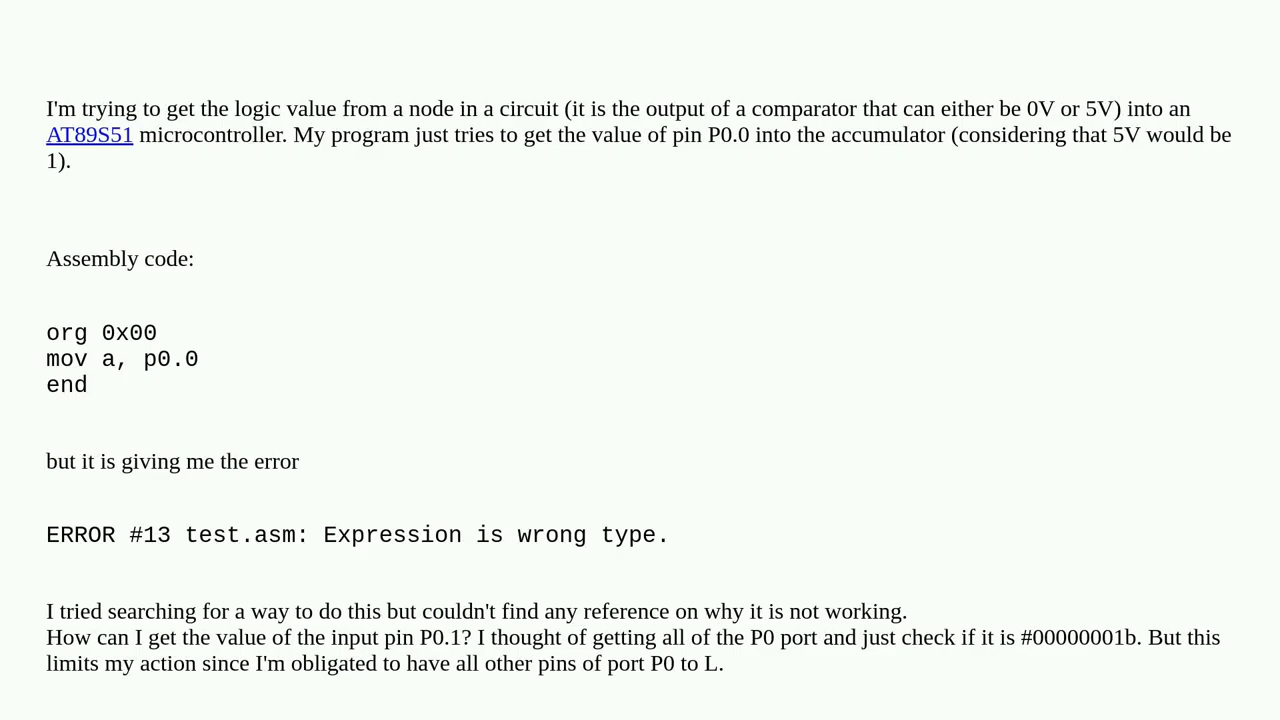 I'm trying to get the logic value from a node in a circuit (it is the output of a comparator that can either be 0V or 5V) into an
AT89S51 microcontroller. My program just tries to get the value of pin P0.0 into the accumulator (considering that 5V would be
1).
Assembly code:
org 0x00
mov a, p0.0
end
but it is giving me the error
ERROR #13 test.asm: Expression is wrong type.
I tried searching for a way to do this but couldn't find any reference on why it is not working.
How can I get the value of the input pin P0.1? I thought of getting all of the P0 port and just check if it is #00000001b. But this
limits my action since I'm obligated to have all other pins of port P0 to L.